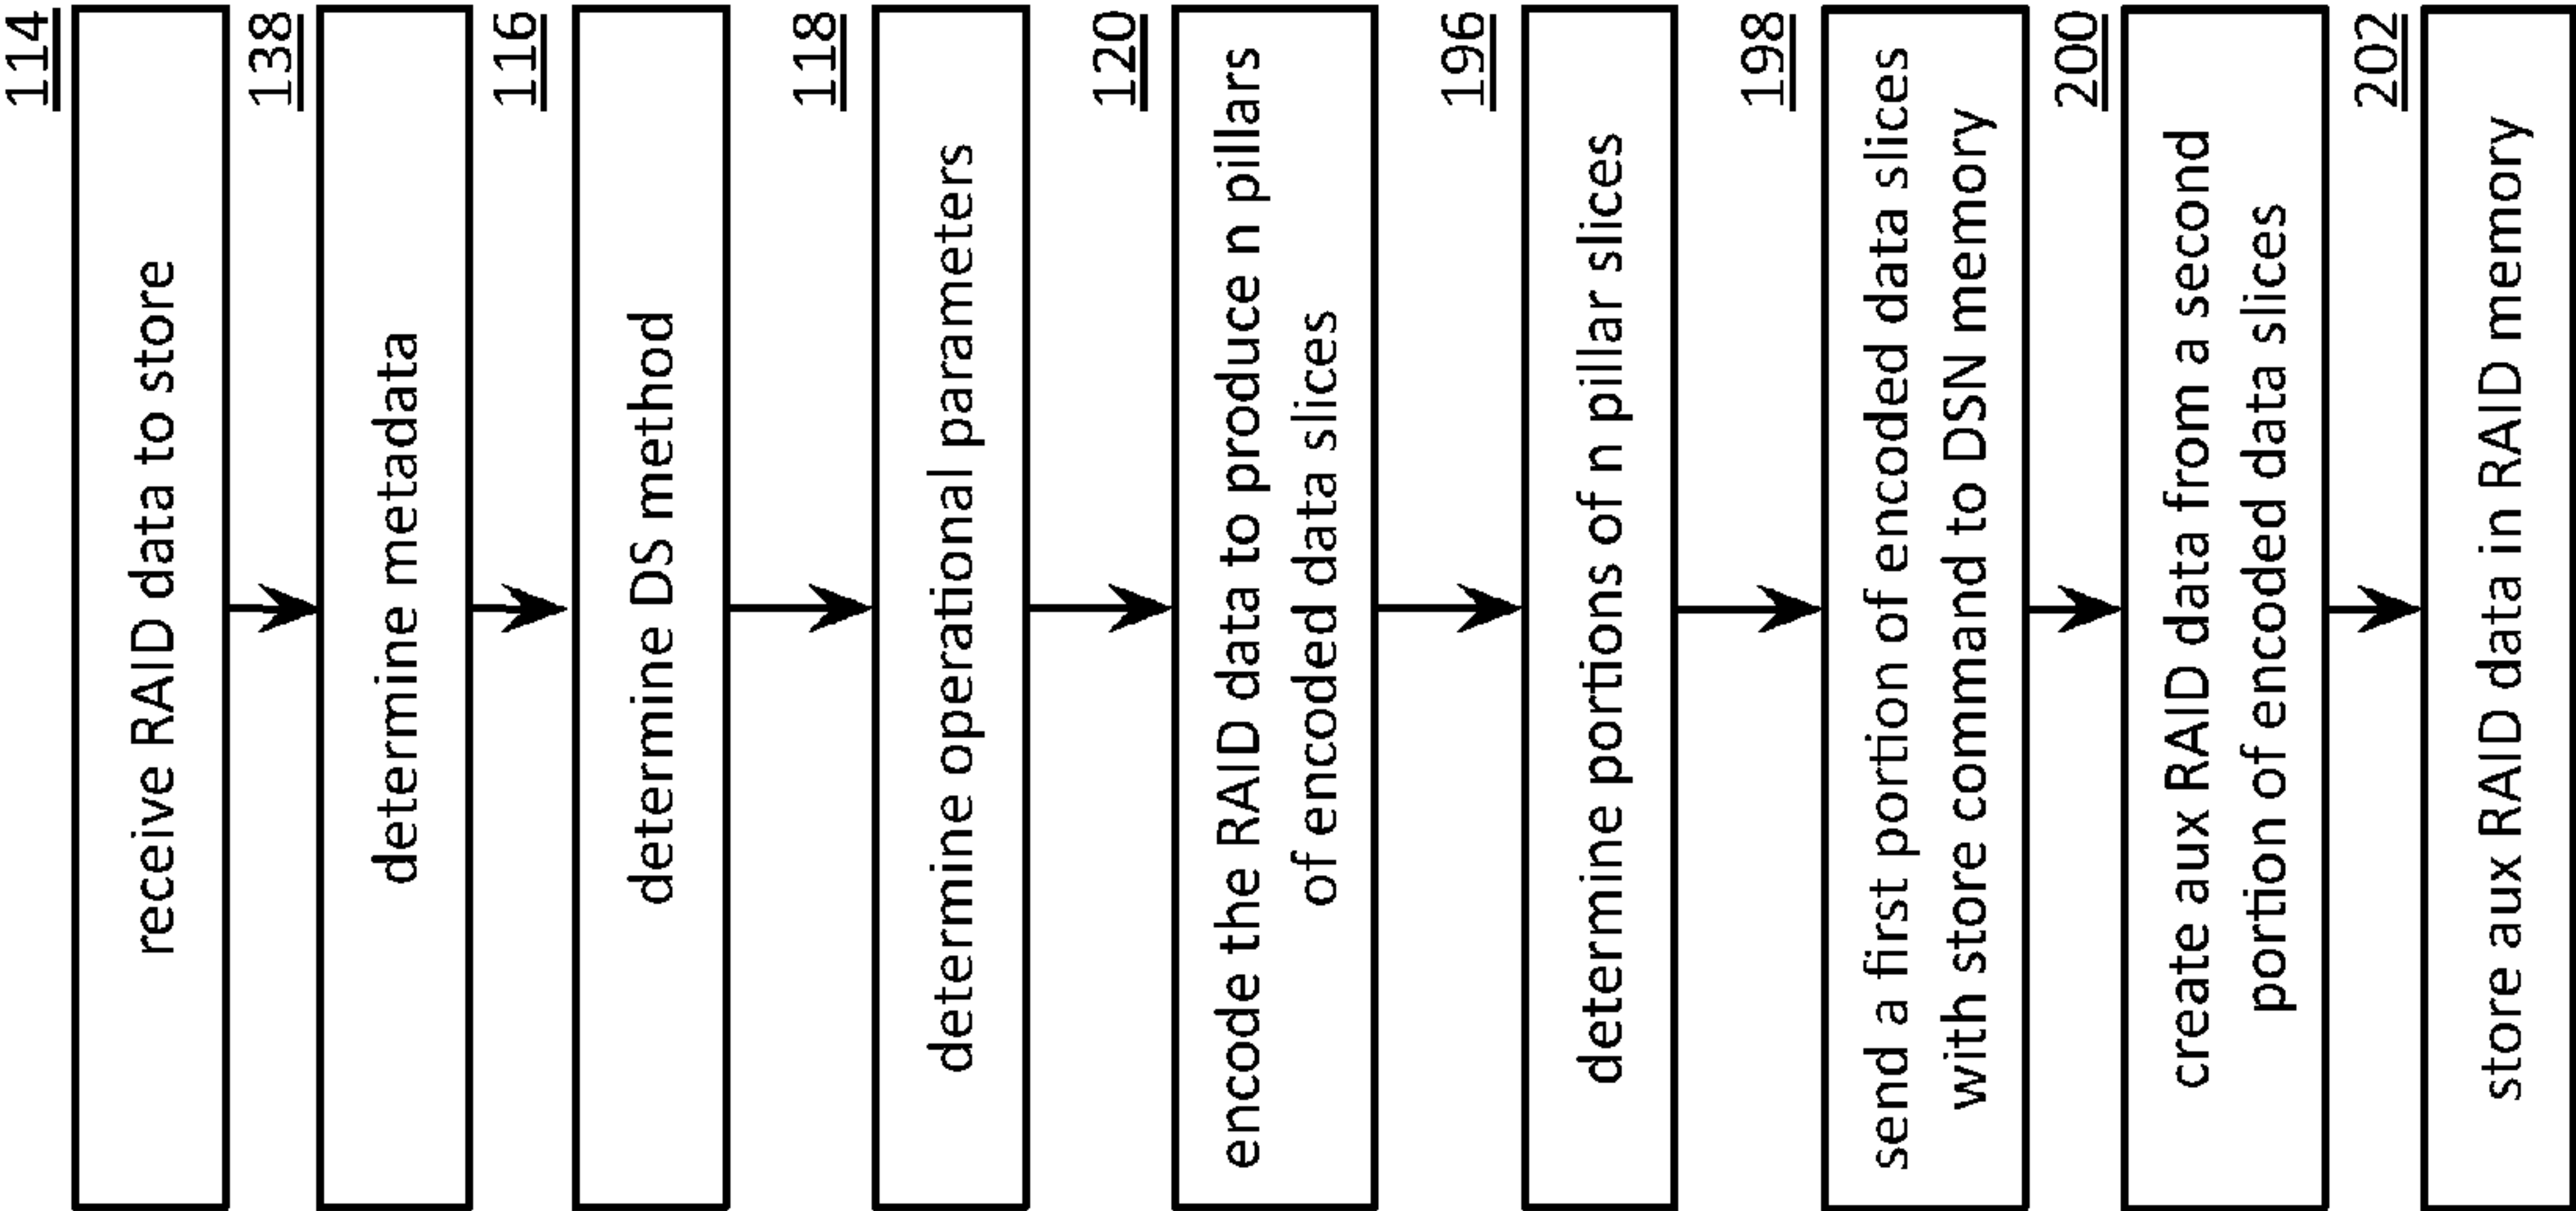 114
receive RAID data to store
138
determine metadata
116
determine DS method
118
determine operational parameters
120
encode the RAID data to produce n pillars
of encoded data slices
196
determine portions of n pillar slices
198
send a first portion of encoded data slices
with store command to DSN memory
200
create aux RAID data from a second
portion of encoded data slices
202
store aux RAID data in RAID memory